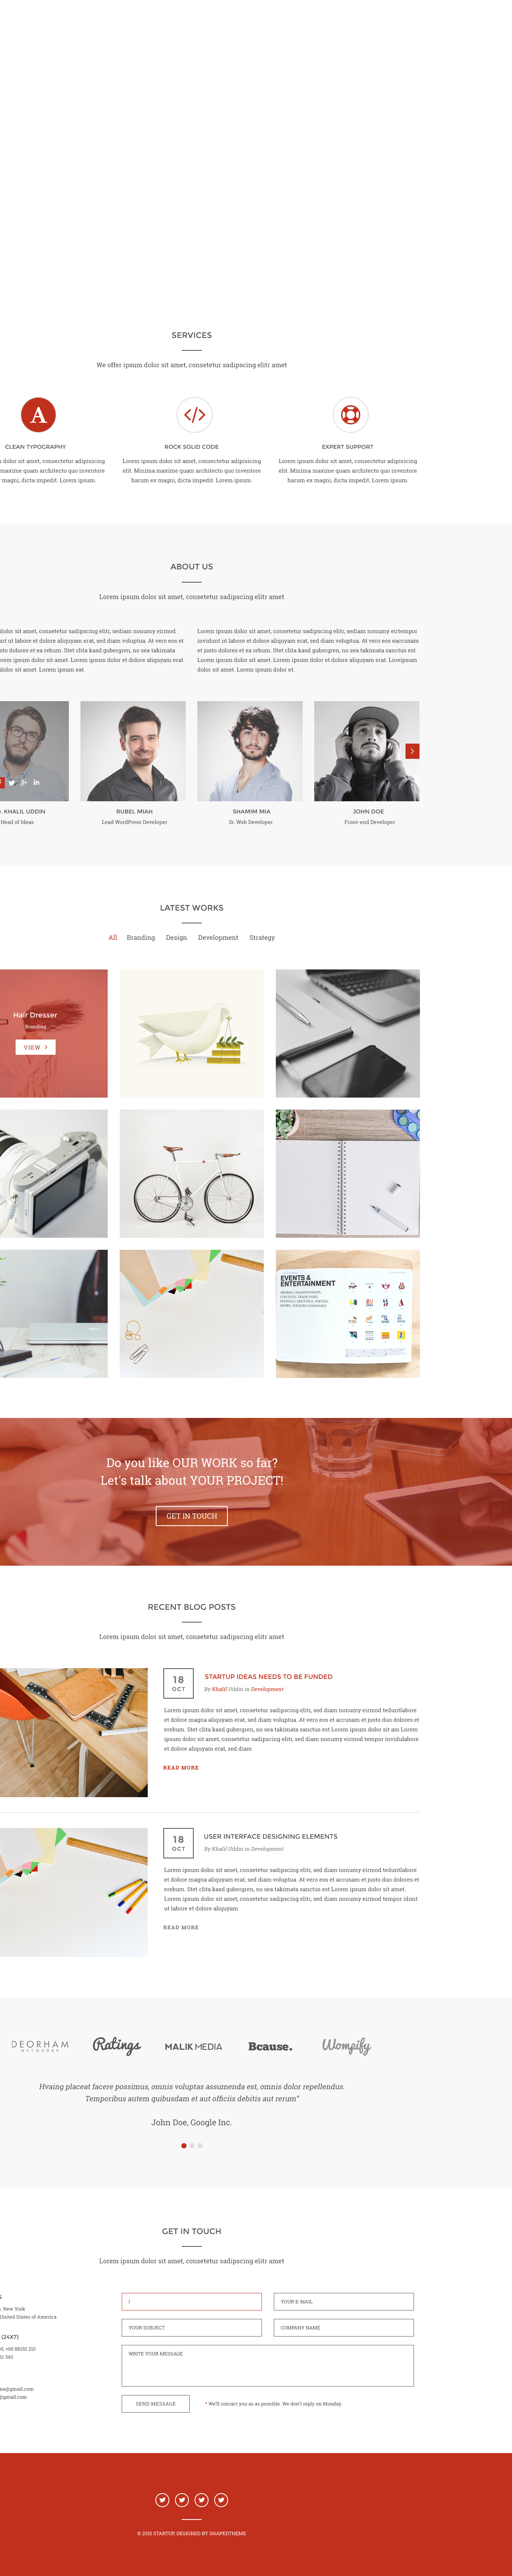 SERVICES
We offer ipsum dolor sit amet, consetetur sadipscing elitr amet
A
CLEAN TYPOGRAPHY
dolor sit amet, consectetur adipisicing
maxime quam architecto quo inventore
magni, dicta impedit. Lorem ipsum.
ROCK SOLID CODE
Lorem ipsum dolor sit amet, consectetur adipisicing
elit. Minima maxime quam architecto quo inventore
harum ex magni, dicta impedit. Lorem ipsum.
EXPERT SUPPORT
Lorem ipsum dolor sit amet, consectetur adipisicing
elit. Minima maxime quam architecto quo inventore
harum ex magni, dicta impedit. Lorem ipsum.
ABOUT US
Lorem ipsum dolor sit amet, consetetur sadipscing elitr amet
dolor sit amet, consetetur sadipscing elitr, sediam nonumy eirmod
unt ut labore et dolore aliquyam erat, sed diam voluptua. At vero eos et
usto dolores et ea rebum. Stet clita kasd gubergren, no sea takimata
orem ipsum dolor sit amet. Lorem ipsum dolor et dolore aliquyam erat.
dolor sit amet. Lorem ipsum eat.
Lorem ipsum dolor sit amet, consetetur sadipscing elitr, sediam nonumy eirtempor
invidunt ut labore et dolore aliquyam erat, sed diam voluptua. At vero eos eaccusam
et justo dolores et ea rebum. Stet clita kasd gubergren, no sea takimata sanctus est
Lorem ipsum dolor sit amet. Lorem ipsum dolor et dolore aliquyam erat. Loreipsum
dolor sit amet. Lorem ipsum dolor et
. KHALIL UDDIN
Head of Ideas
RUBEL MIAH
Lead WordPress Developer
SHAMIM MIA
Sr. Web Developer
JOHN DOE
Front-end Developer
LATEST WORKS
All Branding Design Development Strategy
Hair Dresser
Branding
VIEW
EVENTS &
ENTERTAINMENT
Do you like OUR WORK so far?
Let's talk about YOUR PROJECT!
GET IN TOUCH
RECENT BLOG POSTS
Lorem ipsum dolor sit amet, consetetur sadipscing elitr amet
18
OCT
STARTUP IDEAS NEEDS TO BE FUNDED
By Khalil Uddin in Development
Lorem ipsum dolor sit amet, consetetur sadipscing elitr, sed diam nonumy eirmod teduntlabore
et dolore magna aliquyam erat, sed diam voluptua. At vero eos et accusam et justo duo dolores et
erebum. Stet clita kasd gubergren, no sea takimata sanctus est Lorem ipsum dolor sit am Lorem
ipsum dolor sit amet, consetetur sadipscing elitr, sed diam nonumy eirmod tempor invidulabore
et dolore aliquyam erat, sed diam
READ MORE
18
OCT
USER INTERFACE DESIGNING ELEMENTS
By Khalil Uddin in Development
Lorem ipsum dolor sit amet, consetetur sadipscing elitr, sed diam nonumy eirmod teduntlabore
et dolore magna aliquyam erat, sed diam voluptua. At vero eos et accusam et justo duo dolores et
erebum. Stet clita kasd gubergren, no sea takimata sanctus est Lorem ipsum dolor sit amet.
Lorem ipsum dolor sit amet, consetetur sadipscing elitr, sed diam nonumy eirmod tempor idunt
ut labore et dolore aliquyam
READ MORE
DEORHAM
NETWORKS
Ratings
MALIK MEDIA
Bcause.
Wompify
Hvaing placeat facere possimus, omnis voluptas assumenda est, omnis dolor repellendus.
Temporibus autem quibusdam et aut officiis debitis aut rerum"
John Doe, Google Inc.
GET IN TOUCH
Lorem ipsum dolor sit amet, consetetur sadipscing elitr amet
, New York
United States of America
(24X7)
0, +65 88251 210
51 343
@gmail.com
YOUR E-MAIL
YOUR SUBJECT
COMPANY NAME
WRITE YOUR MESSAGE
SEND MESSAGE
* We'll contact you as as possible. We don't reply on Monday.
© 2015 STARTUP, DESIGNED BY SHAPEDTHEME